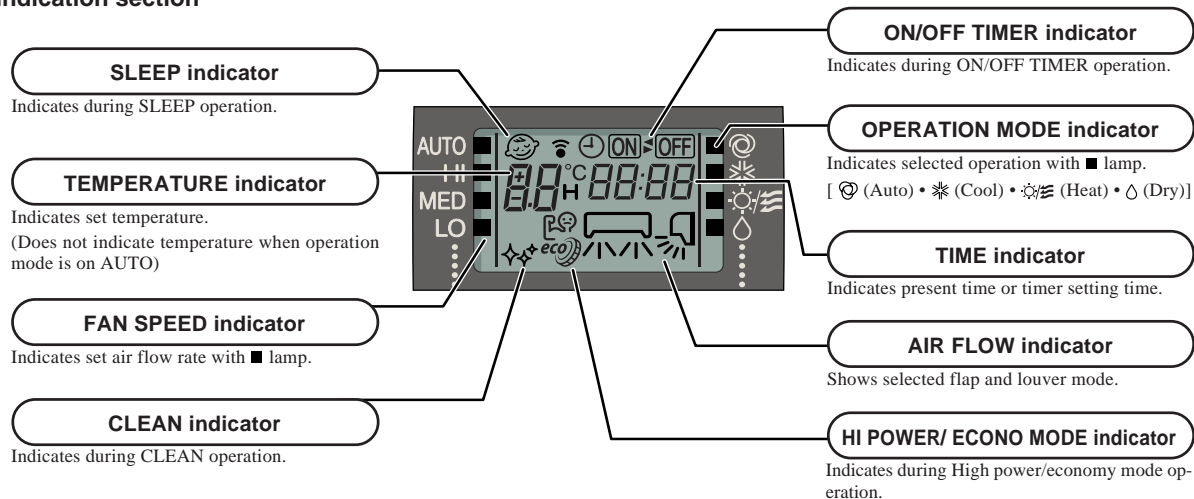 Indication section
SLEEP indicator
Indicates during SLEEP operation.
TEMPERATURE indicator
Indicates set temperature.
(Does not indicate temperature when operation
mode is on AUTO)
FAN SPEED indicator
Indicates set air flow rate with ■ lamp.
CLEAN indicator
Indicates during CLEAN operation.
AUTO
HI
MED
LO
ON OFF
+
8.8 °C H 88:88
eco
ON/OFF TIMER indicator
Indicates during ON/OFF TIMER operation.
OPERATION MODE indicator
Indicates selected operation with ■ lamp.
[ (Auto) • (Cool) • (Heat) • (Dry)]
TIME indicator
Indicates present time or timer setting time.
AIR FLOW indicator
Shows selected flap and louver mode.
HI POWER/ ECONO MODE indicator
Indicates during High power/economy mode op-
eration.